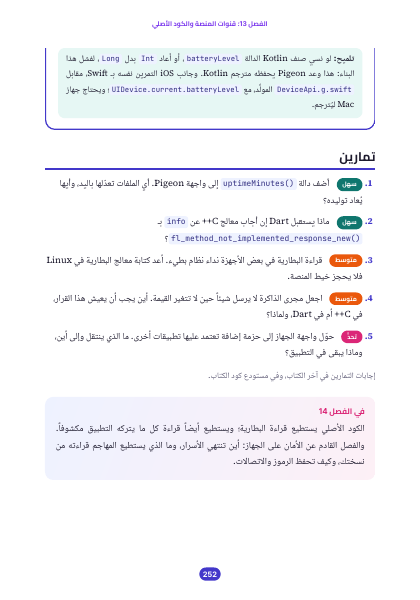 الفصل 13: قنوات المنصة والكود الأصلي
تلميح: لو نسي صنف Kotlin الدالة batteryLevel، أو أعاد Int بدل Long، لفشل هذا
البناء: هذا وعد Pigeon يحفظه مترجم Kotlin. وجانب iOS التمرين نفسه بـ Swift، مقابل
DeviceApi.g.swift المولّد، مع UIDevice.current.batteryLevel؛ ويحتاج جهاز
Mac ليُترجم.
تمارين
1. سهل أضف دالة uptimeMinutes() إلى واجهة Pigeon. أي الملفات تعدّلها باليد، وأيها
يُعاد توليده؟
2. سهل ماذا يستقبل Dart إن أجاب معالج C++ عن info بـ
fl_method_not_implemented_response_new()؟
3. متوسط قراءة البطارية في بعض الأجهزة نداء نظام بطيء. أعد كتابة معالج البطارية في Linux
فلا يحجز خيط المنصة.
4. متوسط اجعل مجرى الذاكرة لا يرسل شيئاً حين لا تتغير القيمة. أين يجب أن يعيش هذا القرار،
في C++ أم في Dart، ولماذا؟
5. تحدٍّ حوّل واجهة الجهاز إلى حزمة إضافة تعتمد عليها تطبيقات أخرى. ما الذي ينتقل وإلى أين،
وماذا يبقى في التطبيق؟
إجابات التمارين في آخر الكتاب، وفي مستودع كود الكتاب.
في الفصل 14
الكود الأصلي يستطيع قراءة البطارية؛ ويستطيع أيضاً قراءة كل ما يتركه التطبيق مكشوفاً.
والفصل القادم عن الأمان على الجهاز: أين تنتهي الأسرار، وما الذي يستطيع المهاجم قراءته من
نسختك، وكيف تحفظ الرموز والاتصالات.
252